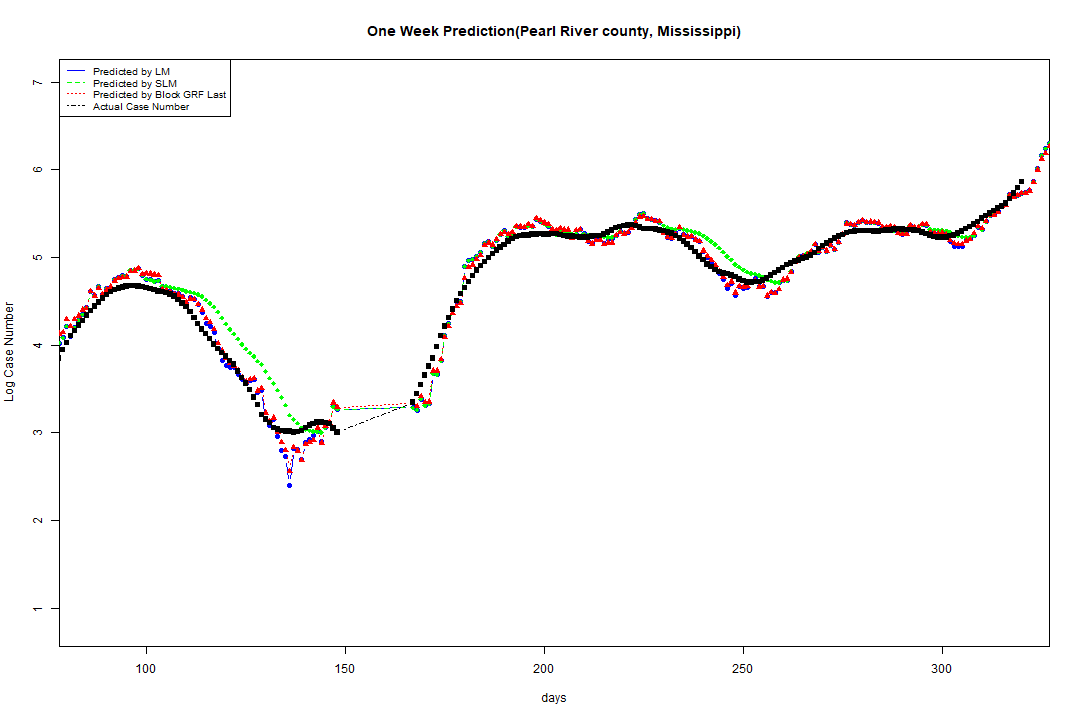 One Week Prediction(Pearl River county, Mississippi)
Predicted by LM
Predicted by SLM
Predicted by Block GRF Last
Actual Case Number
7
6
5
4
3
2
1
Log Case Number
100 150 200 250 300
days